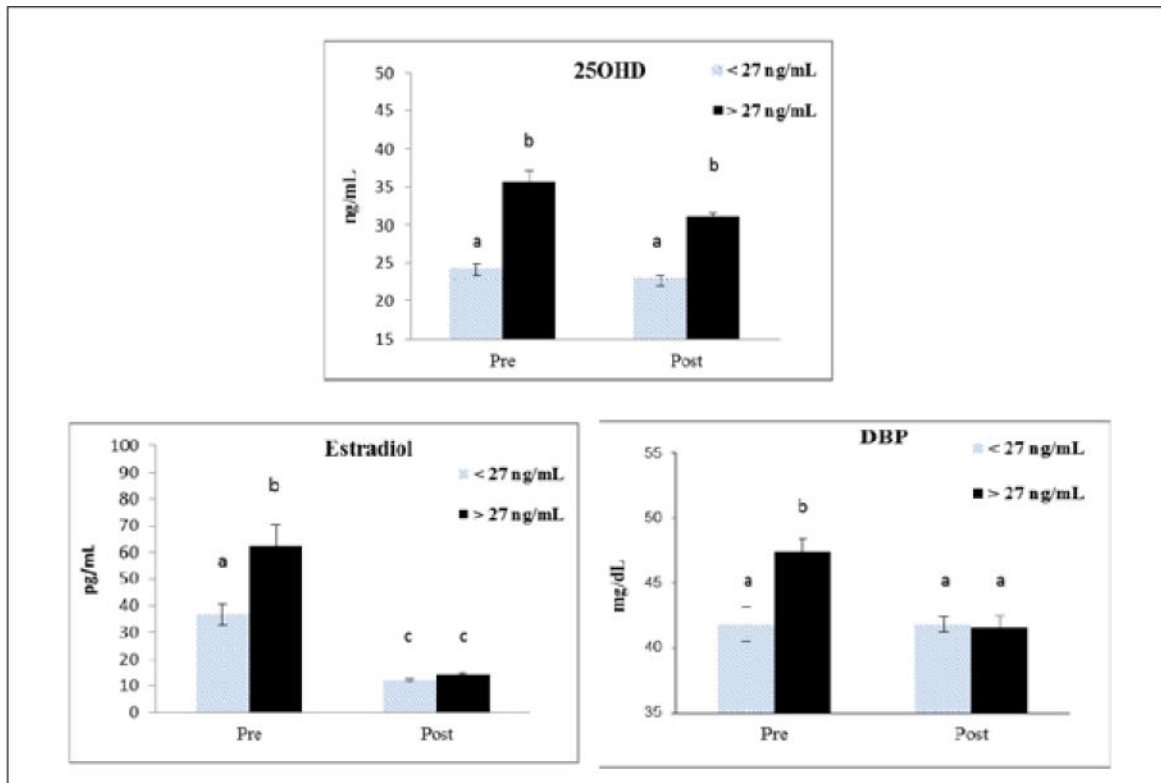 25OHD
< 27 ng/mL
> 27 ng/mL
50
45
40
35
30
25
20
15
ng/mL
a
b
a
b
Pre
Post
Estradiol
< 27 ng/mL
> 27 ng/mL
100
90
80
70
60
50
40
30
20
10
0
pg/mL
a
b
c
c
Pre
Post
DBP
< 27 ng/mL
> 27 ng/mL
55
50
45
40
35
mg/dL
a
b
a
a
Pre
Post